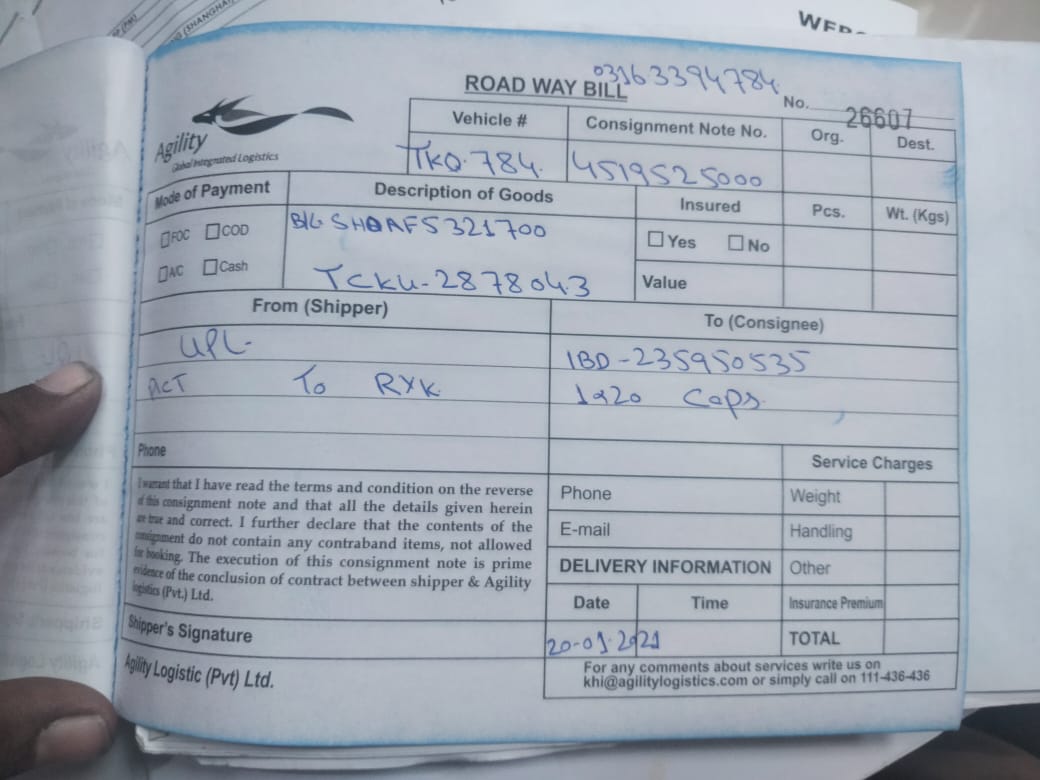 (SHANGHAI
ROAD WAY BILL
03163394784
No. 26607
Agility
Global Integrated Logistics
Vehicle # Consignment Note No. Org. Dest.
TKQ.784. 4519525000
Mode of Payment Description of Goods Insured Pcs. Wt. (Kgs)
FOC COD
Yes No
TCKU-2878043
A/C Cash
Value
From (Shipper) To (Consignee)
UPL. IBD-235950535
PICT To RYK.
Caps
Phone
Service Charges
I warrant that I have read the terms and condition on the reverse
of this consignment note and that all the details given herein
are true and correct. I further declare that the contents of the
consignment do not contain any contraband items, not allowed
for booking. The execution of this consignment note is prime
evidence of the conclusion of contract between shipper & Agility
logistics (Pvt.) Ltd.
Phone Weight
E-mail Handling
DELIVERY INFORMATION Other
Date Time Insurance Premium
Shipper's Signature
20-01-2021 TOTAL
Agility Logistic (Pvt) Ltd.
For any comments about services write us on
khi@agilitylogistics.com or simply call on 111-436-436